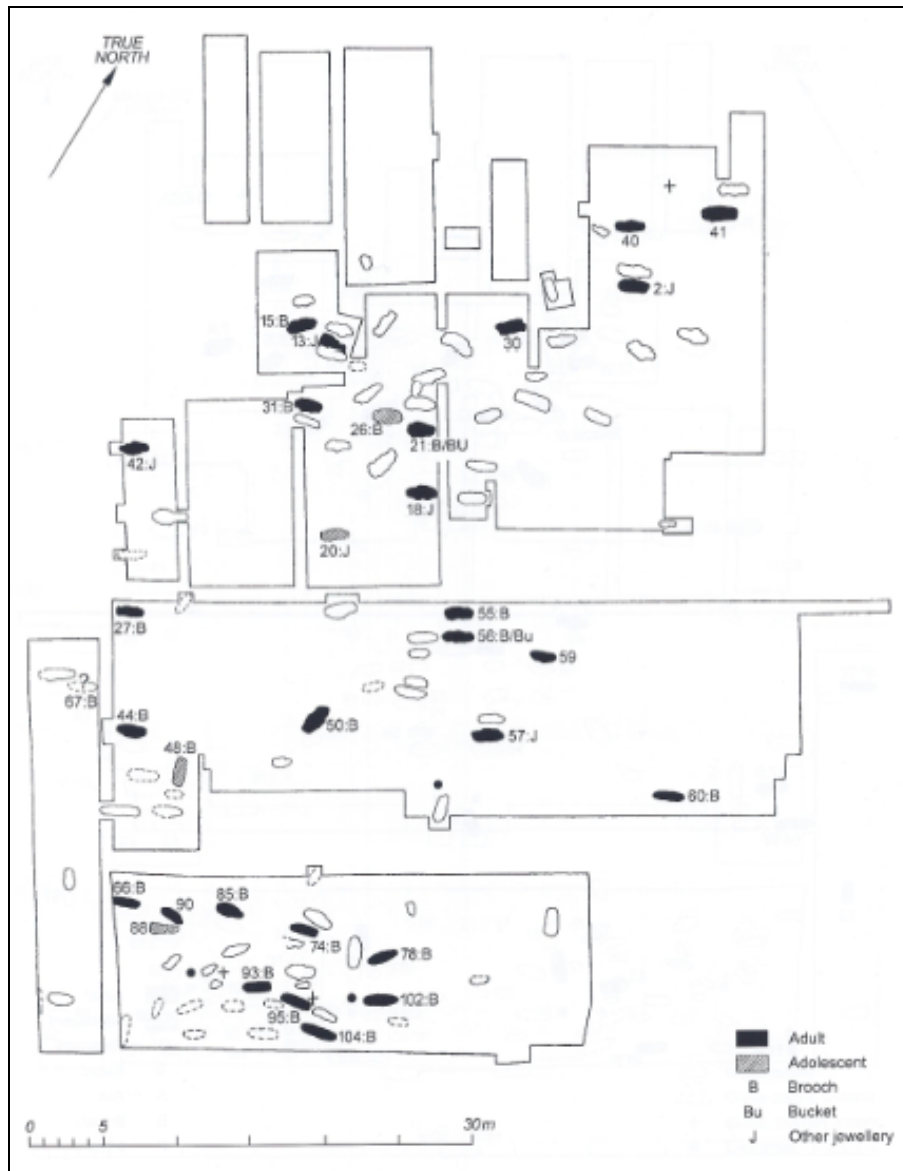 TRUE
NORTH
40
41
2:J
15:B
13:J
30
31:B
26:B
21:B/BU
42:J
18:J
20:J
27:B
55:B
56:B/Bu
59
?
67:B
44:B
50:B
57:J
48:B
60:B
66:B
90
85:B
88
74:B
78:B
93:B
95:B
102:B
104:B
Adult
Adolescent
B Brooch
Bu Bucket
J Other jewellery
0 5 30m